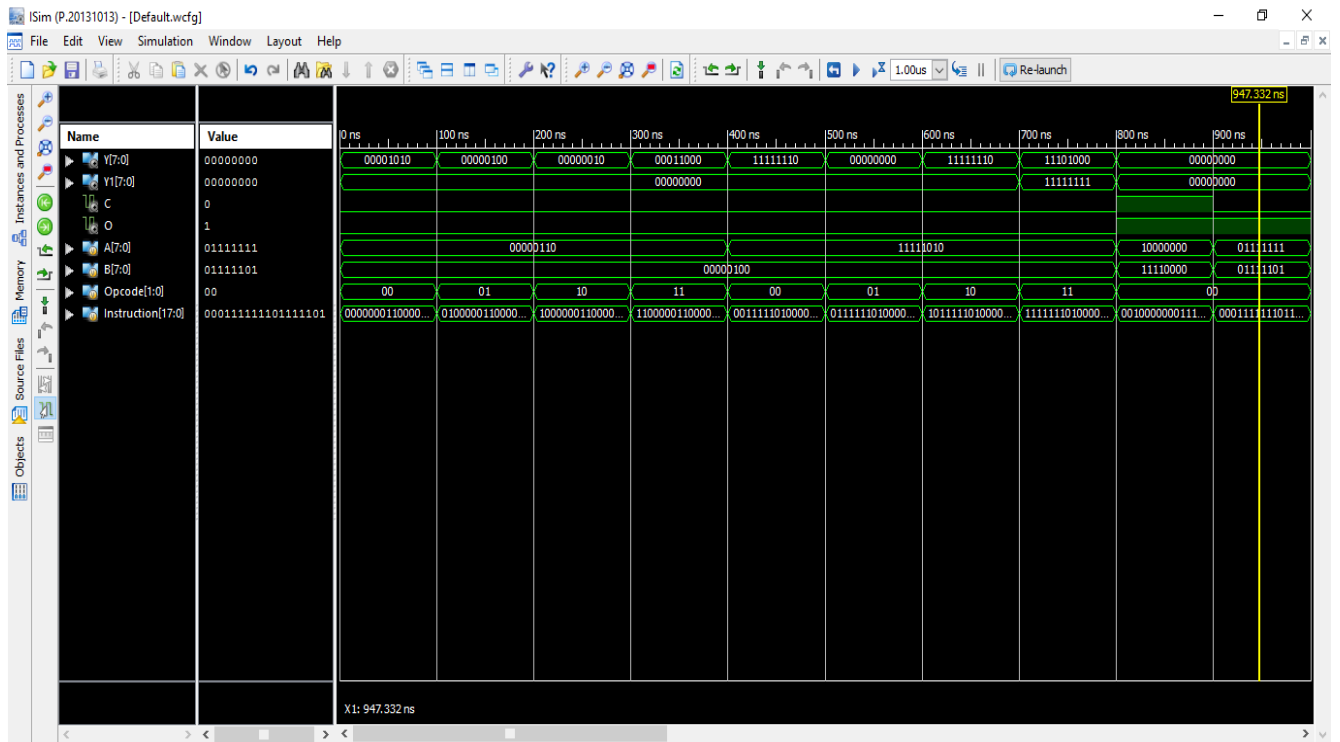 ISim (P.20131013) - [Default.wcfg]
File Edit View Simulation Window Layout Help
1.00us Re-launch
947.332 ns
Name Value
0 ns 100 ns 200 ns 300 ns 400 ns 500 ns 600 ns 700 ns 800 ns 900 ns
Y[7:0] 00000000 00001010 00000100 00000010 00011000 11111110 00000000 11111110 11101000 00000000
Y1[7:0] 00000000 00000000 11111111 00000000
C 0
O 1
A[7:0] 01111111 00000110 11111010 10000000 01111111
B[7:0] 01111101 00000100 11110000 01111101
Opcode[1:0] 00 00 01 10 11 00 01 10 11 00
Instruction[17:0] 000111111101111101 0000000110000... 0100000110000... 1000000110000... 1100000110000... 0011111010000... 0111111010000... 1011111010000... 1111111010000... 0010000000111... 0001111111011...
X1: 947.332 ns
Instances and Processes
Memory
Source Files
Objects